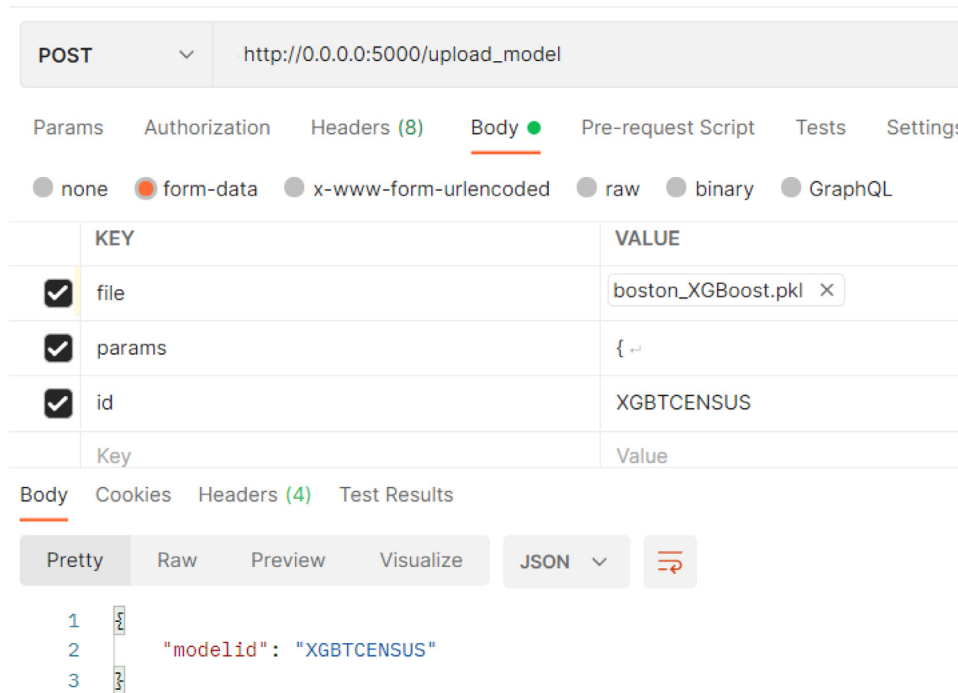 POST http://0.0.0.0:5000/upload_model
Params Authorization Headers (8) Body Pre-request Script Tests Settings
none form-data x-www-form-urlencoded raw binary GraphQL
KEY VALUE
file boston_XGBoost.pkl ×
params { ↵
id XGBTCENSUS
Key Value
Body Cookies Headers (4) Test Results
Pretty Raw Preview Visualize JSON
1 {
2 "modelid": "XGBTCENSUS"
3 }